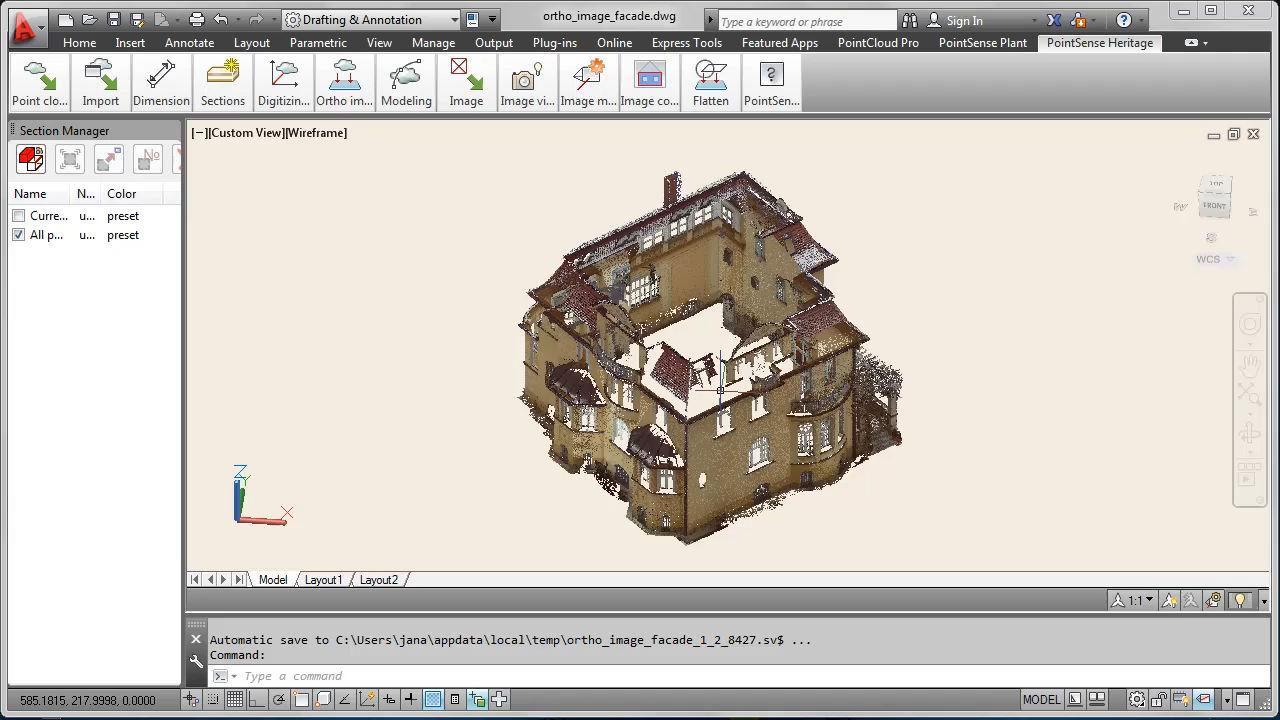 Drafting & Annotation
ortho_image_facade.dwg
Type a keyword or phrase
Sign In
Home Insert Annotate Layout Parametric View Manage Output Plug-ins Online Express Tools Featured Apps PointCloud Pro PointSense Plant PointSense Heritage
Point clo... Import Dimension Sections Digitizin... Ortho im... Modeling Image Image vi... Image m... Image co... Flatten PointSen...
Section Manager
Name N... Color
Curre... u... preset
All p... u... preset
[−][Custom View][Wireframe]
TOP
FRONT
W
E
S
WCS
Z
Y
X
Model Layout1 Layout2
1:1
Automatic save to C:\Users\jana\appdata\local\temp\ortho_image_facade_1_2_8427.sv$ ...
Command:
Type a command
585.1815, 217.9998, 0.0000
MODEL